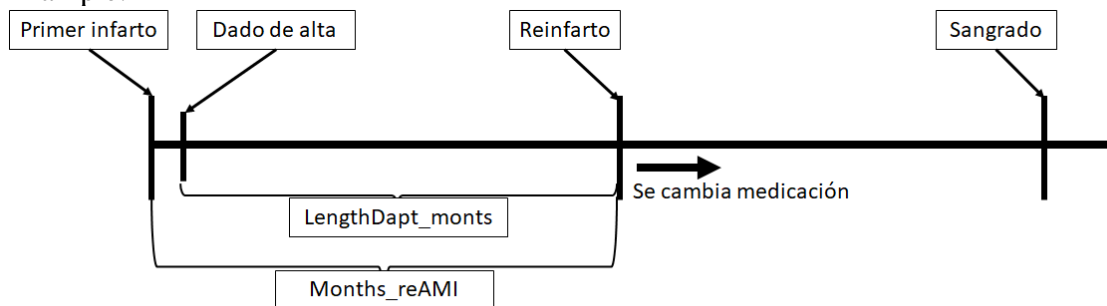 Primer infarto
Dado de alta
Reinfarto
Sangrado
Se cambia medicación
LengthDapt_monts
Months_reAMI